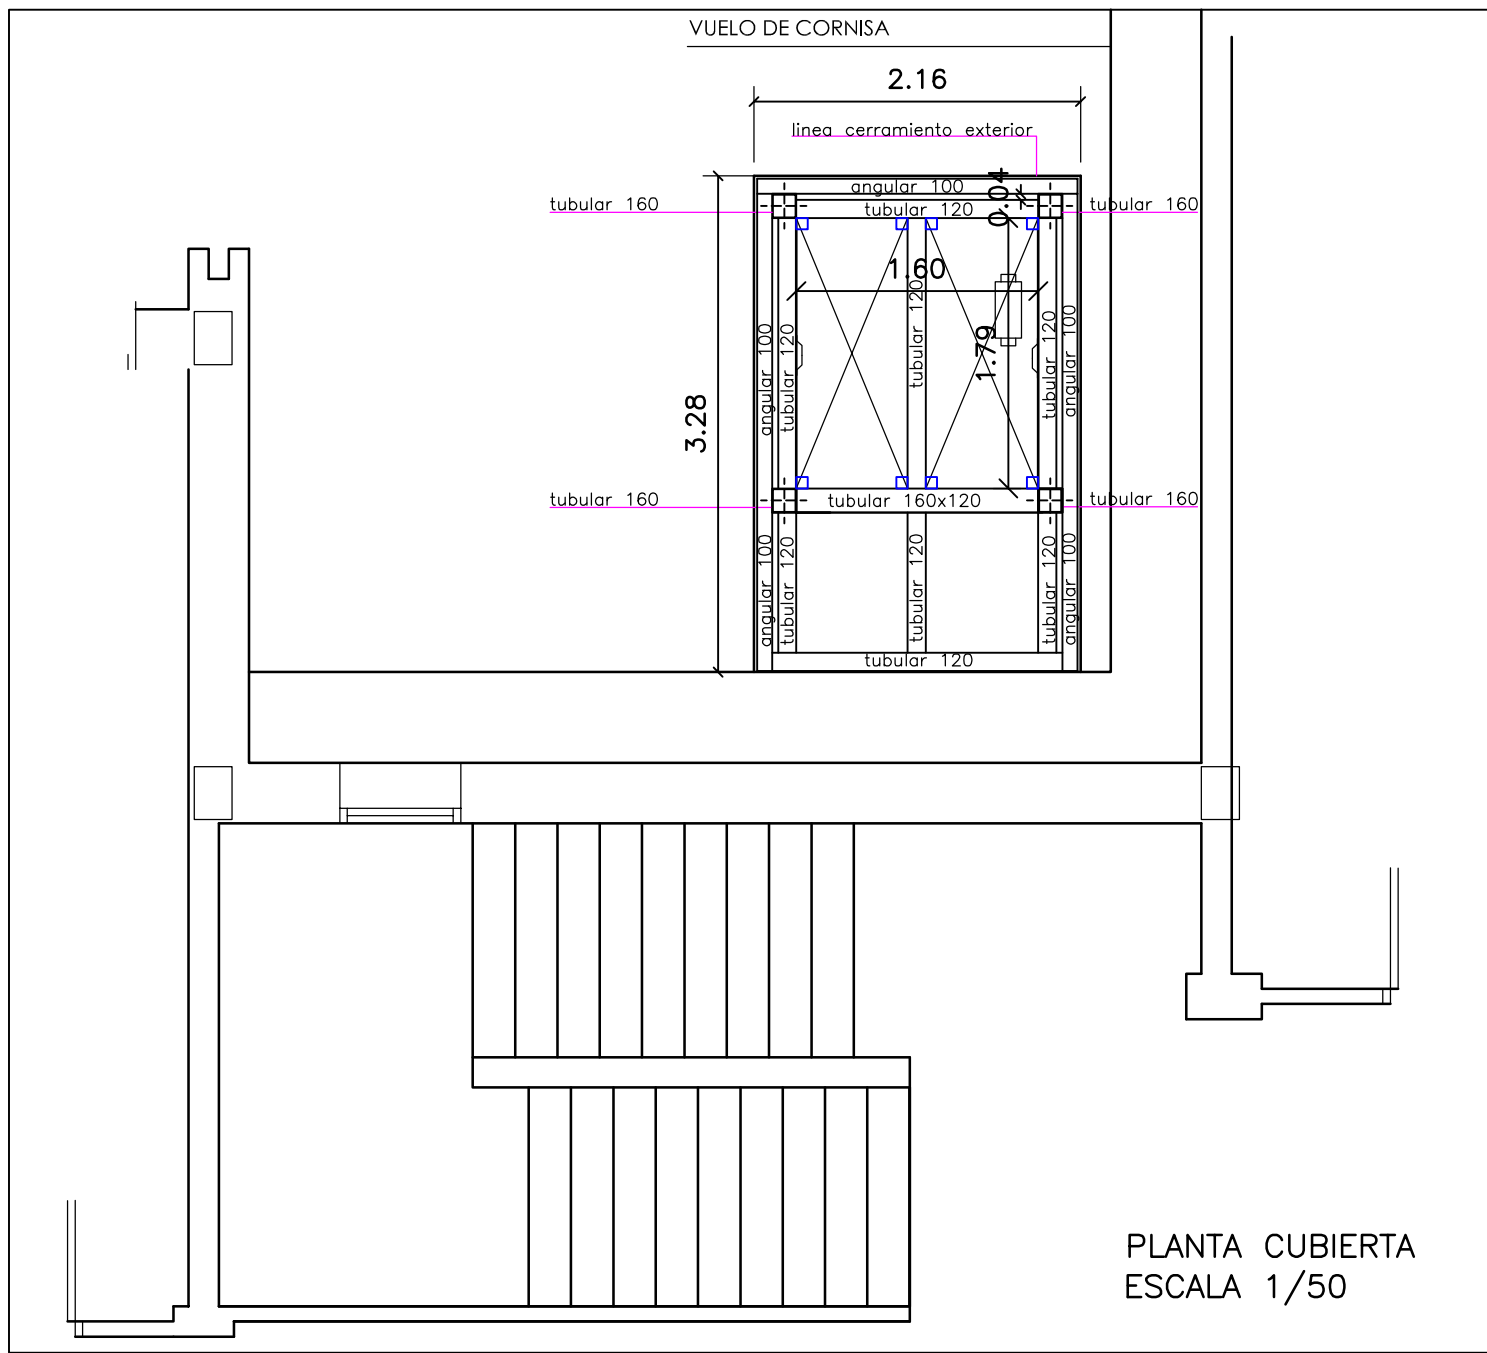 VUELO DE CORNISA
2.16
linea cerramiento exterior
angular 100
0.04
tubular 160
tubular 120
tubular 160
1.60
tubular 120
1.79
angular 100
tubular 120
tubular 120
angular 100
3.28
tubular 160
tubular 160x120
tubular 160
angular 100
tubular 120
tubular 120
tubular 120
angular 100
tubular 120
PLANTA CUBIERTA
ESCALA 1/50